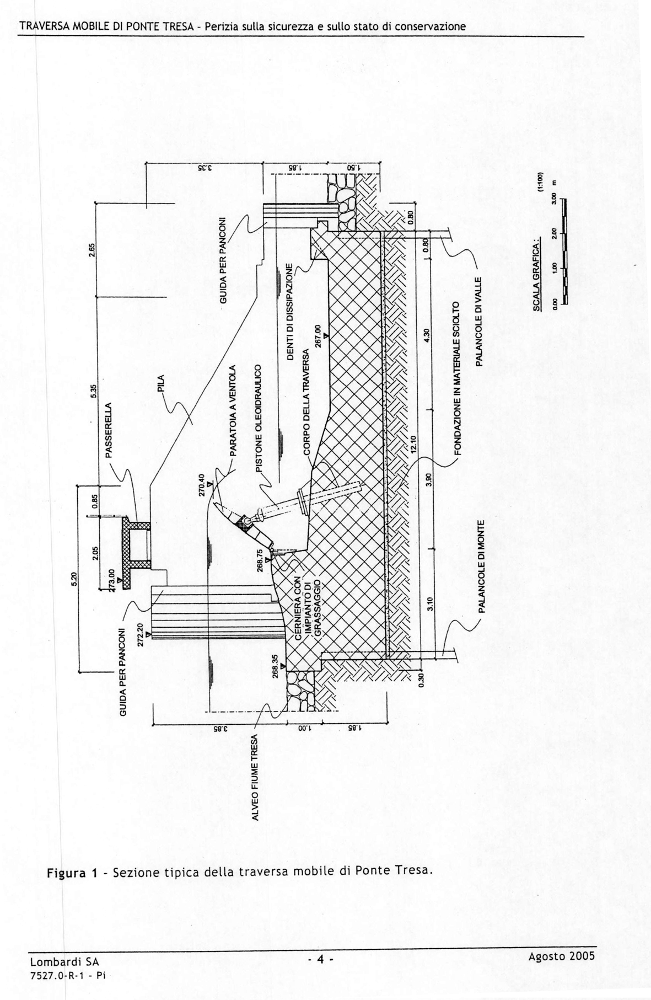 TRAVERSA MOBILE DI PONTE TRESA - Perizia sulla sicurezza e sullo stato di conservazione
5.20
2.05
0.85
5.35
2.65
3.35
1.85
1.50
273.00
PASSERELLA
PILA
GUIDA PER PANCONI
272.20
GUIDA PER PANCONI
270.40
PARATOIA A VENTOLA
PISTONE OLEOIDRAULICO
DENTI DI DISSIPAZIONE
CORPO DELLA TRAVERSA
267.00
268.75
268.35
CERNIERA CON
IMPIANTO DI
GRASSAGGIO
ALVEO FIUME TRESA
3.85
1.00
1.85
0.30
12.10
0.80
3.10
3.90
4.30
0.80
FONDAZIONE IN MATERIALE SCIOLTO
PALANCOLE DI MONTE
PALANCOLE DI VALLE
SCALA GRAFICA :
(1:100)
0.00
1.00
2.00
3.00
m
Figura 1 - Sezione tipica della traversa mobile di Ponte Tresa.
Lombardi SA
- 4 -
Agosto 2005
7527.0-R-1 - Pi